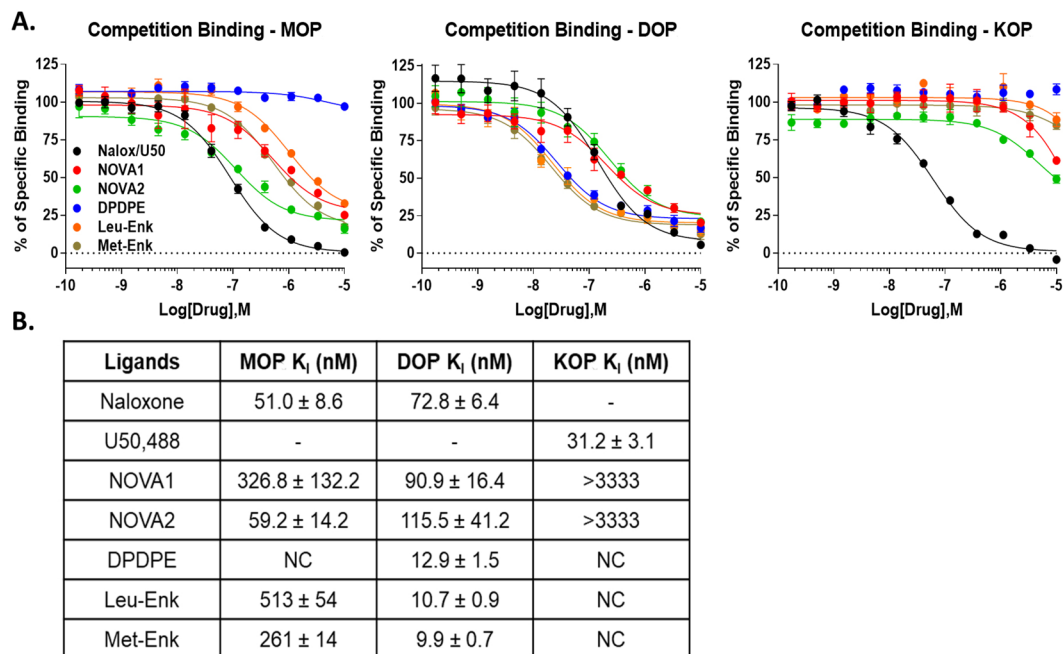 A.
Competition Binding - MOP
Competition Binding - DOP
Competition Binding - KOP
% of Specific Binding
125
100
75
50
25
0
Nalox/U50
NOVA1
NOVA2
DPDPE
Leu-Enk
Met-Enk
-10 -9 -8 -7 -6 -5
Log[Drug],M
% of Specific Binding
125
100
75
50
25
0
-10 -9 -8 -7 -6 -5
Log[Drug],M
% of Specific Binding
125
100
75
50
25
0
-10 -9 -8 -7 -6 -5
Log[Drug],M
B.
Ligands MOP KI (nM) DOP KI (nM) KOP KI (nM)
Naloxone 51.0 ± 8.6 72.8 ± 6.4 -
U50,488 - - 31.2 ± 3.1
NOVA1 326.8 ± 132.2 90.9 ± 16.4 >3333
NOVA2 59.2 ± 14.2 115.5 ± 41.2 >3333
DPDPE NC 12.9 ± 1.5 NC
Leu-Enk 513 ± 54 10.7 ± 0.9 NC
Met-Enk 261 ± 14 9.9 ± 0.7 NC